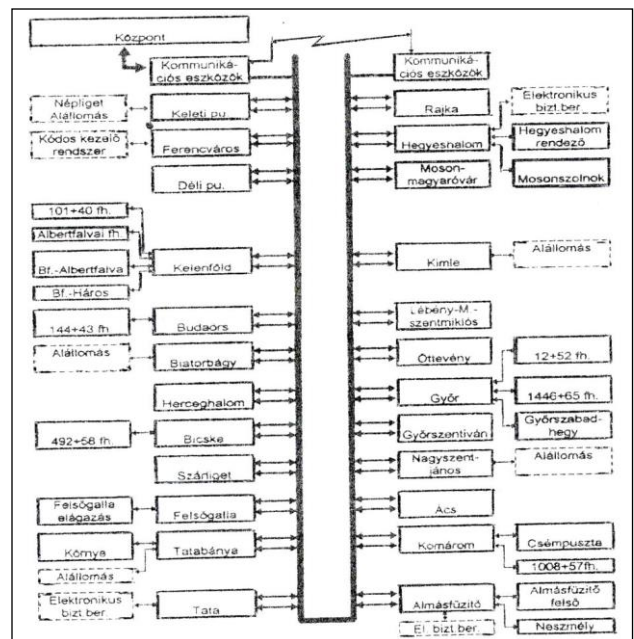 Központ
Kommuniká-
ciós eszközök
Népliget
Alállomás
Keleti pu.
Kódos kezelő
rendszer
Ferencváros
Déli pu.
101+40 fh.
Albertfalvai fh.
Bf.-Albertfalva
Bf.-Háros
Kelenföld
144+43 fh
Budaörs
Alállomás
Biatorbágy
Herceghalom
492+58 fh.
Bicske
Szárliget
Felsőgalla
elágazás
Felsőgalla
Környe
Tatabánya
Alállomás
Elektronikus
bizt.ber.
Tata
Kommuniká-
ciós eszközök
Rajka
Elektronikus
bizt.ber.
Hegyeshalom
Hegyeshalom
rendező
Moson-
magyaróvár
Mosonszolnok
Kimle
Alállomás
Lébény-M.-
szentmiklós
Öttevény
12+52 fh.
Győr
1446+65 fh.
Győrszabad-
hegy
Győrszentiván
Nagyszent-
jános
Alállomás
Ács
Komárom
Csémpuszta
1008+57fh.
Almásfüzitő
Almásfüzitő
felső
El. bizt.ber.
Neszmély